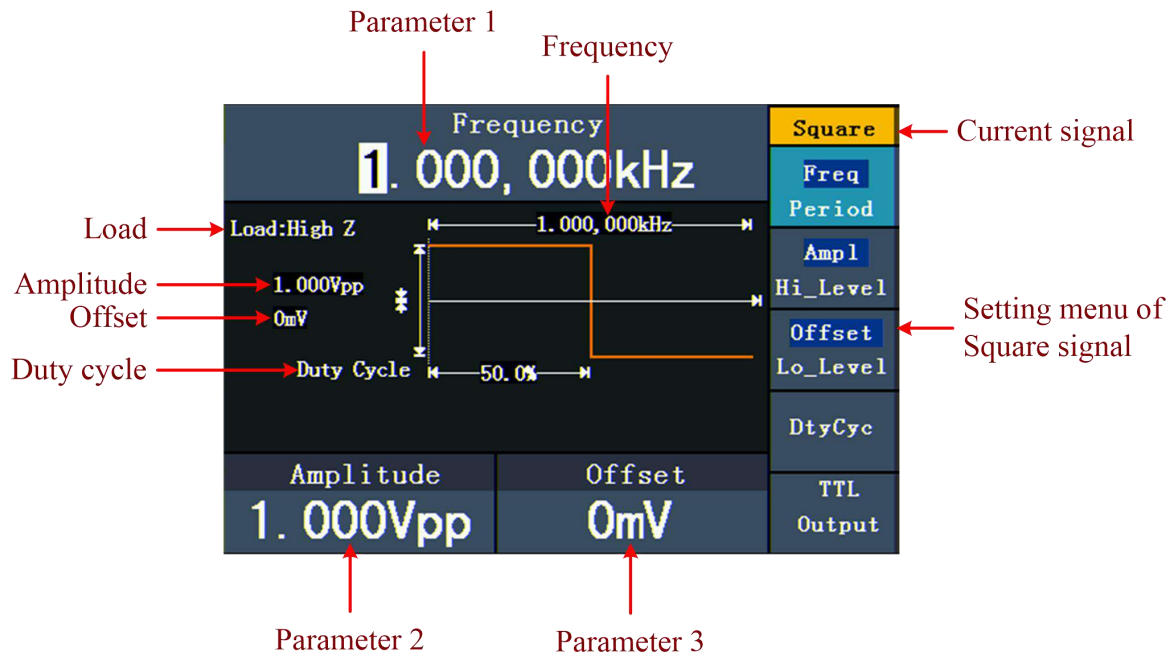 Parameter 1
Frequency
Frequency
1.000,000kHz
Square
Current signal
Freq
Period
Load
Load:High Z
1.000,000kHz
Amplitude
1.000Vpp
Ampl
Hi_Level
Offset
0mV
Offset
Lo_Level
Setting menu of
Square signal
Duty cycle
Duty Cycle
50.0%
DtyCyc
Amplitude
1.000Vpp
Offset
0mV
TTL
Output
Parameter 2
Parameter 3